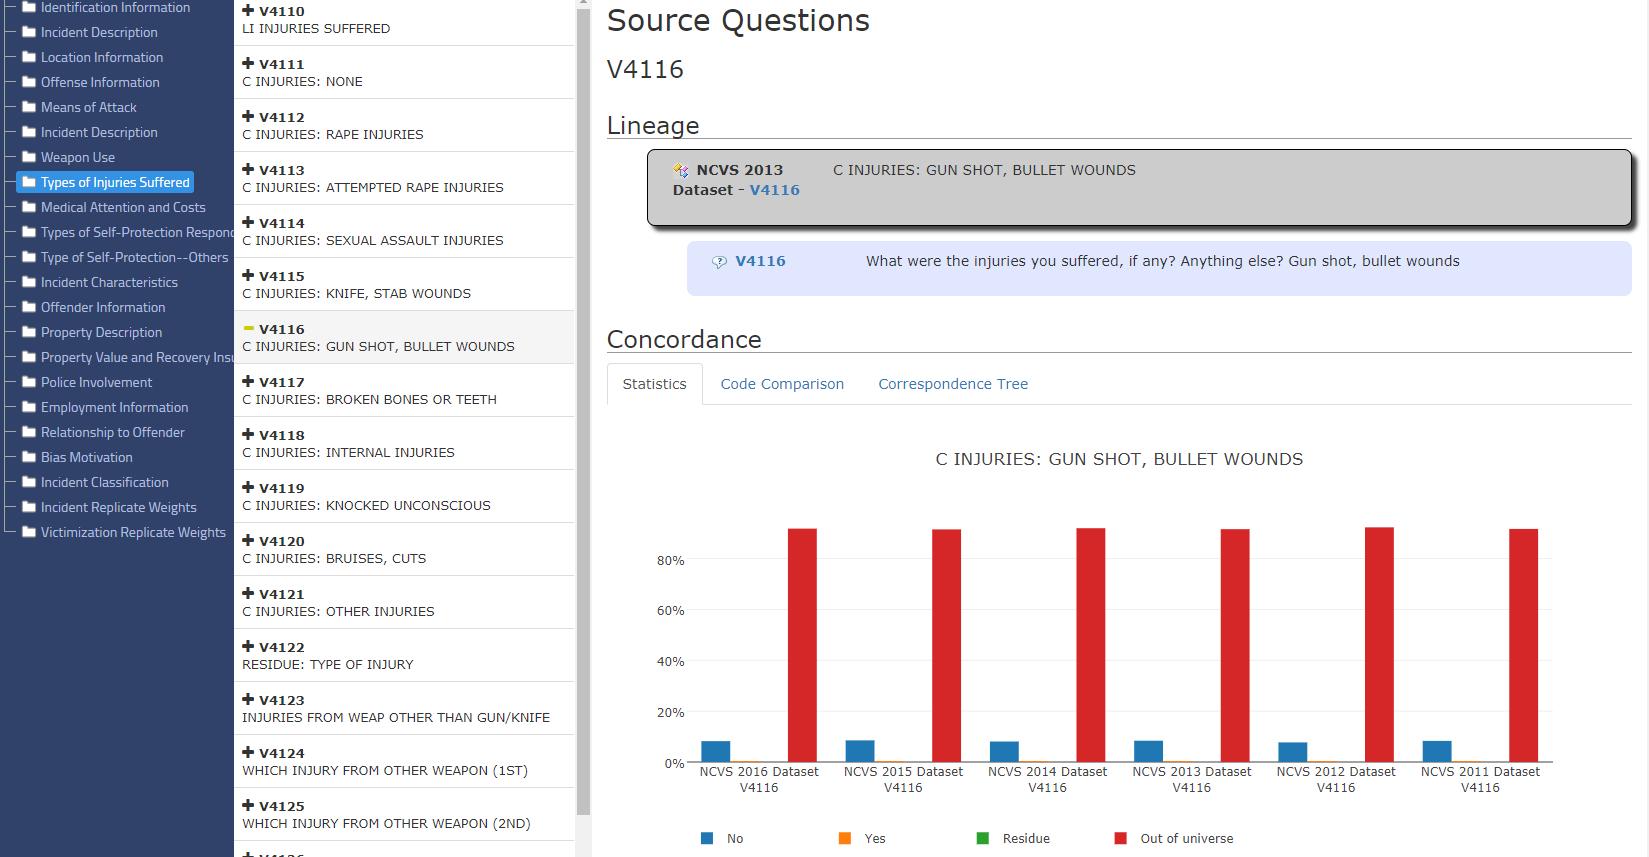 Identification Information
Incident Description
Location Information
Offense Information
Means of Attack
Incident Description
Weapon Use
Types of Injuries Suffered
Medical Attention and Costs
Types of Self-Protection Respond
Type of Self-Protection--Others
Incident Characteristics
Offender Information
Property Description
Property Value and Recovery Insu
Police Involvement
Employment Information
Relationship to Offender
Bias Motivation
Incident Classification
Incident Replicate Weights
Victimization Replicate Weights
V4110
LI INJURIES SUFFERED
V4111
C INJURIES: NONE
V4112
C INJURIES: RAPE INJURIES
V4113
C INJURIES: ATTEMPTED RAPE INJURIES
V4114
C INJURIES: SEXUAL ASSAULT INJURIES
V4115
C INJURIES: KNIFE, STAB WOUNDS
V4116
C INJURIES: GUN SHOT, BULLET WOUNDS
V4117
C INJURIES: BROKEN BONES OR TEETH
V4118
C INJURIES: INTERNAL INJURIES
V4119
C INJURIES: KNOCKED UNCONSCIOUS
V4120
C INJURIES: BRUISES, CUTS
V4121
C INJURIES: OTHER INJURIES
V4122
RESIDUE: TYPE OF INJURY
V4123
INJURIES FROM WEAP OTHER THAN GUN/KNIFE
V4124
WHICH INJURY FROM OTHER WEAPON (1ST)
V4125
WHICH INJURY FROM OTHER WEAPON (2ND)
Source Questions
V4116
Lineage
NCVS 2013 C INJURIES: GUN SHOT, BULLET WOUNDS
Dataset - V4116
V4116 What were the injuries you suffered, if any? Anything else? Gun shot, bullet wounds
Concordance
Statistics Code Comparison Correspondence Tree
C INJURIES: GUN SHOT, BULLET WOUNDS
80%
60%
40%
20%
0%
NCVS 2016 Dataset NCVS 2015 Dataset NCVS 2014 Dataset NCVS 2013 Dataset NCVS 2012 Dataset NCVS 2011 Dataset
V4116 V4116 V4116 V4116 V4116 V4116
No Yes Residue Out of universe